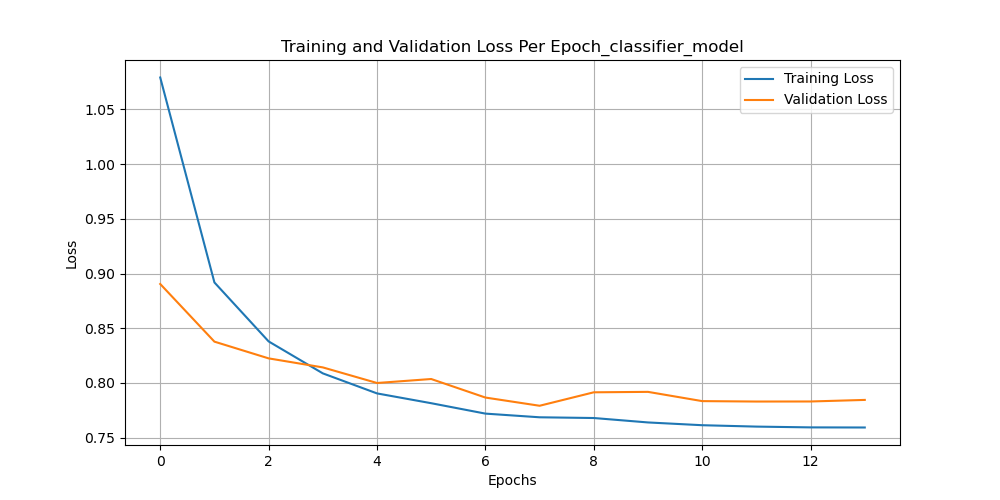 Training and Validation Loss Per Epoch_classifier_model
Training Loss
Validation Loss
1.05
1.00
0.95
0.90
0.85
0.80
0.75
Loss
0 2 4 6 8 10 12
Epochs